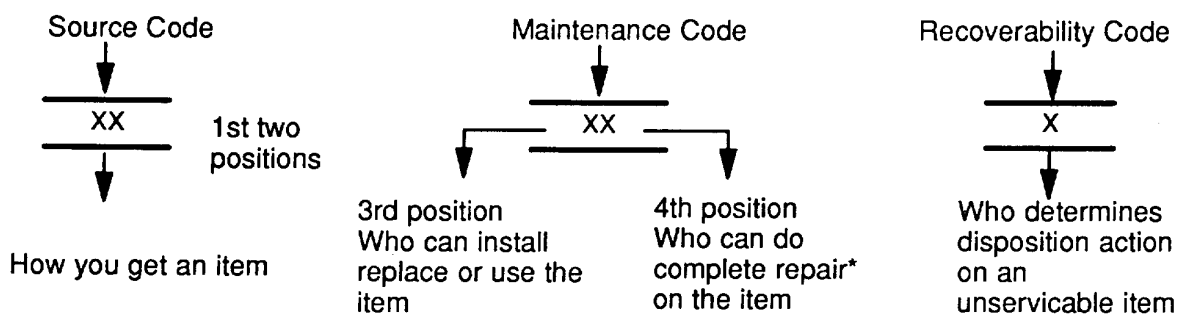 Source Code
XX
1st two
positions
How you get an item
Maintenance Code
XX
3rd position
Who can install
replace or use the
item
4th position
Who can do
complete repair*
on the item
Recoverability Code
X
Who determines
disposition action
on an
unservicable item